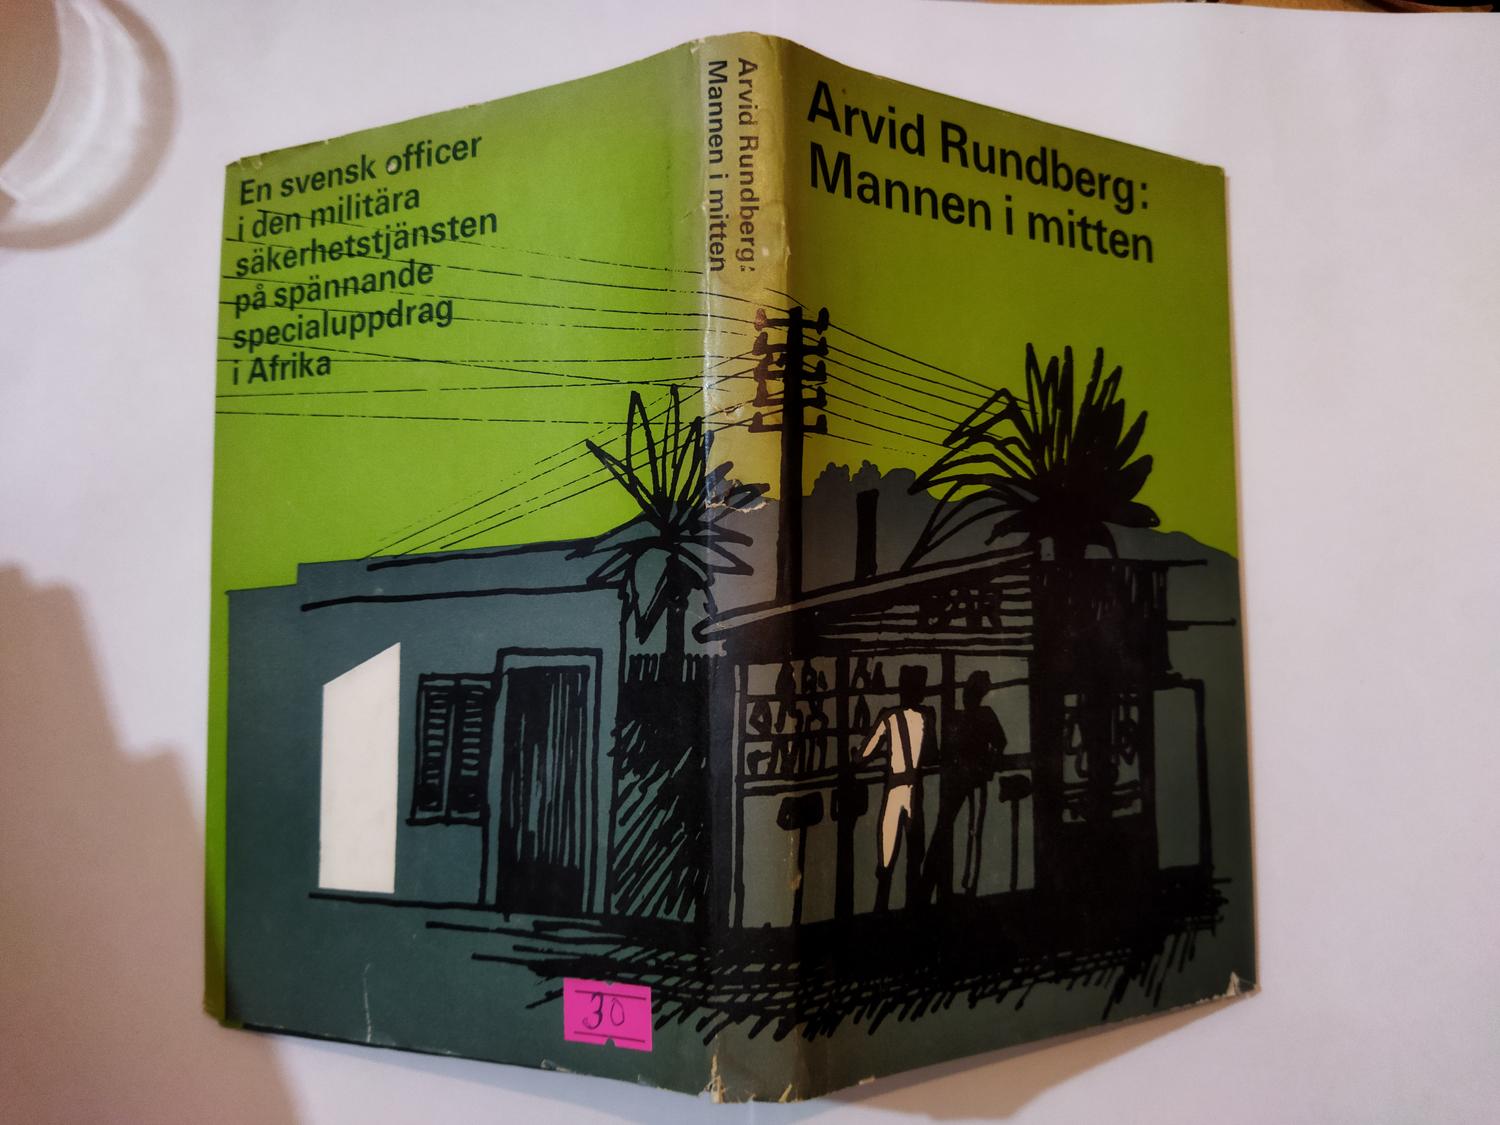 En svensk officer
i den militära
säkerhetstjänsten
på spännande
specialuppdrag
i Afrika
Arvid Rundberg:
Mannen i mitten
Arvid Rundberg:
Mannen i mitten
BAR
30